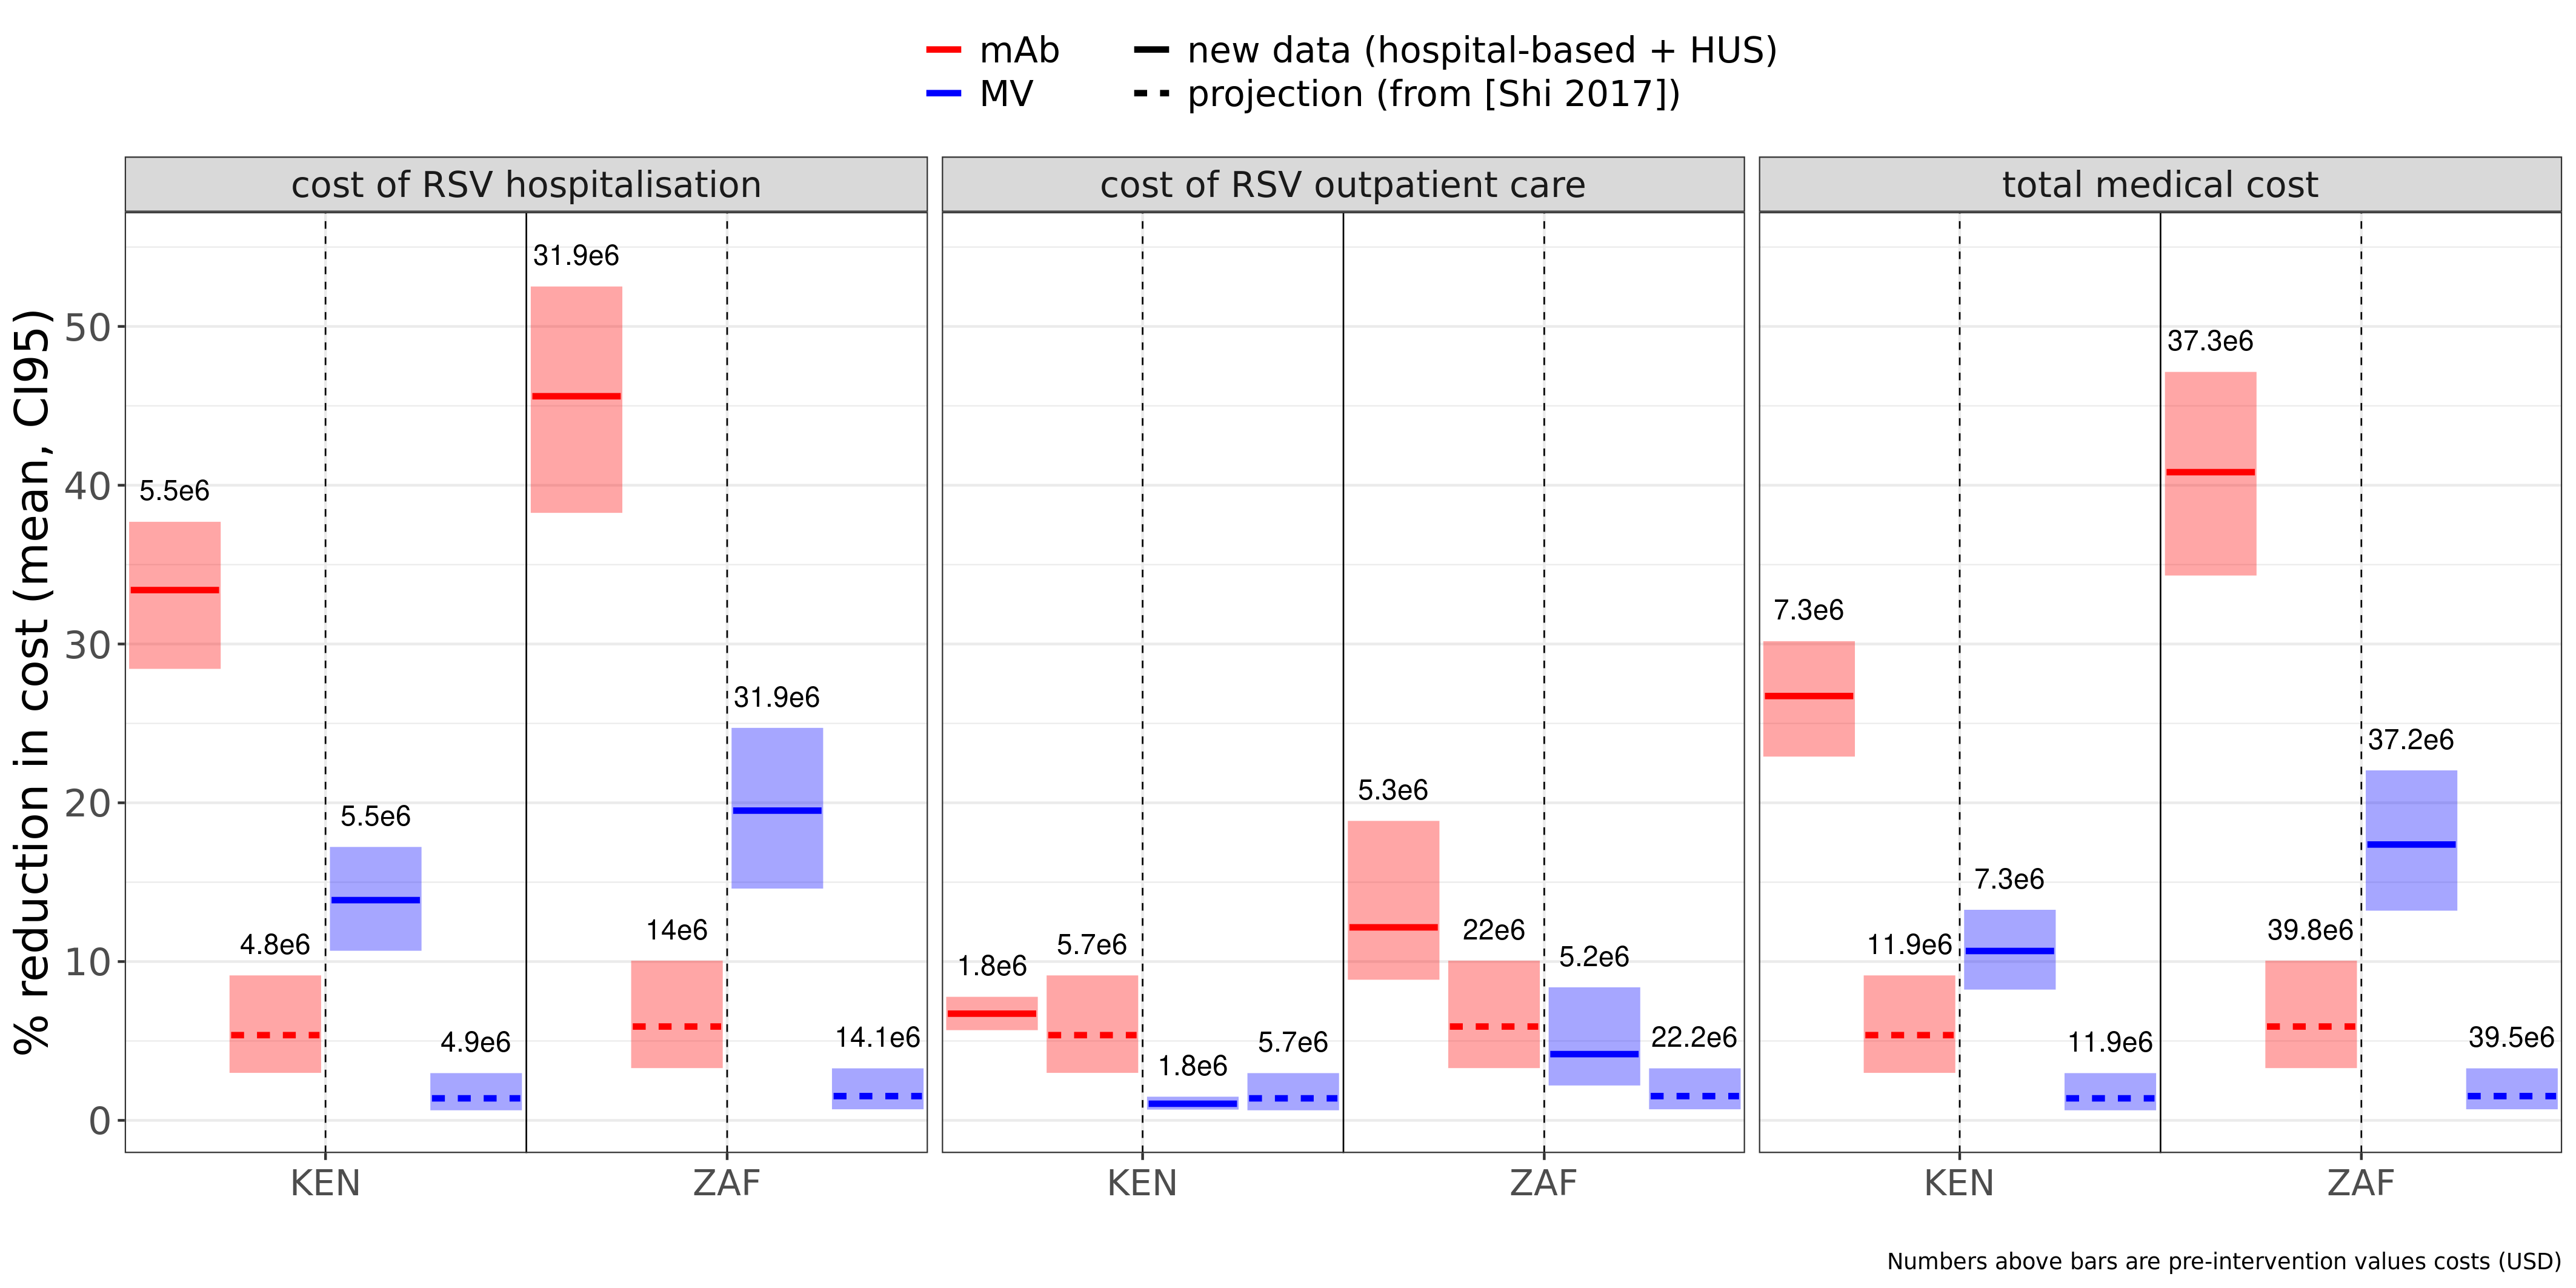 mAb
MV
new data (hospital-based + HUS)
projection (from [Shi 2017])
% reduction in cost (mean, CI95)
50
40
30
20
10
0
cost of RSV hospitalisation
31.9e6
5.5e6
31.9e6
5.5e6
4.8e6
14e6
4.9e6
14.1e6
KEN
ZAF
cost of RSV outpatient care
5.3e6
22e6
5.7e6
5.2e6
1.8e6
5.7e6
22.2e6
1.8e6
KEN
ZAF
total medical cost
37.3e6
7.3e6
37.2e6
7.3e6
11.9e6
39.8e6
11.9e6
39.5e6
KEN
ZAF
Numbers above bars are pre-intervention values costs (USD)